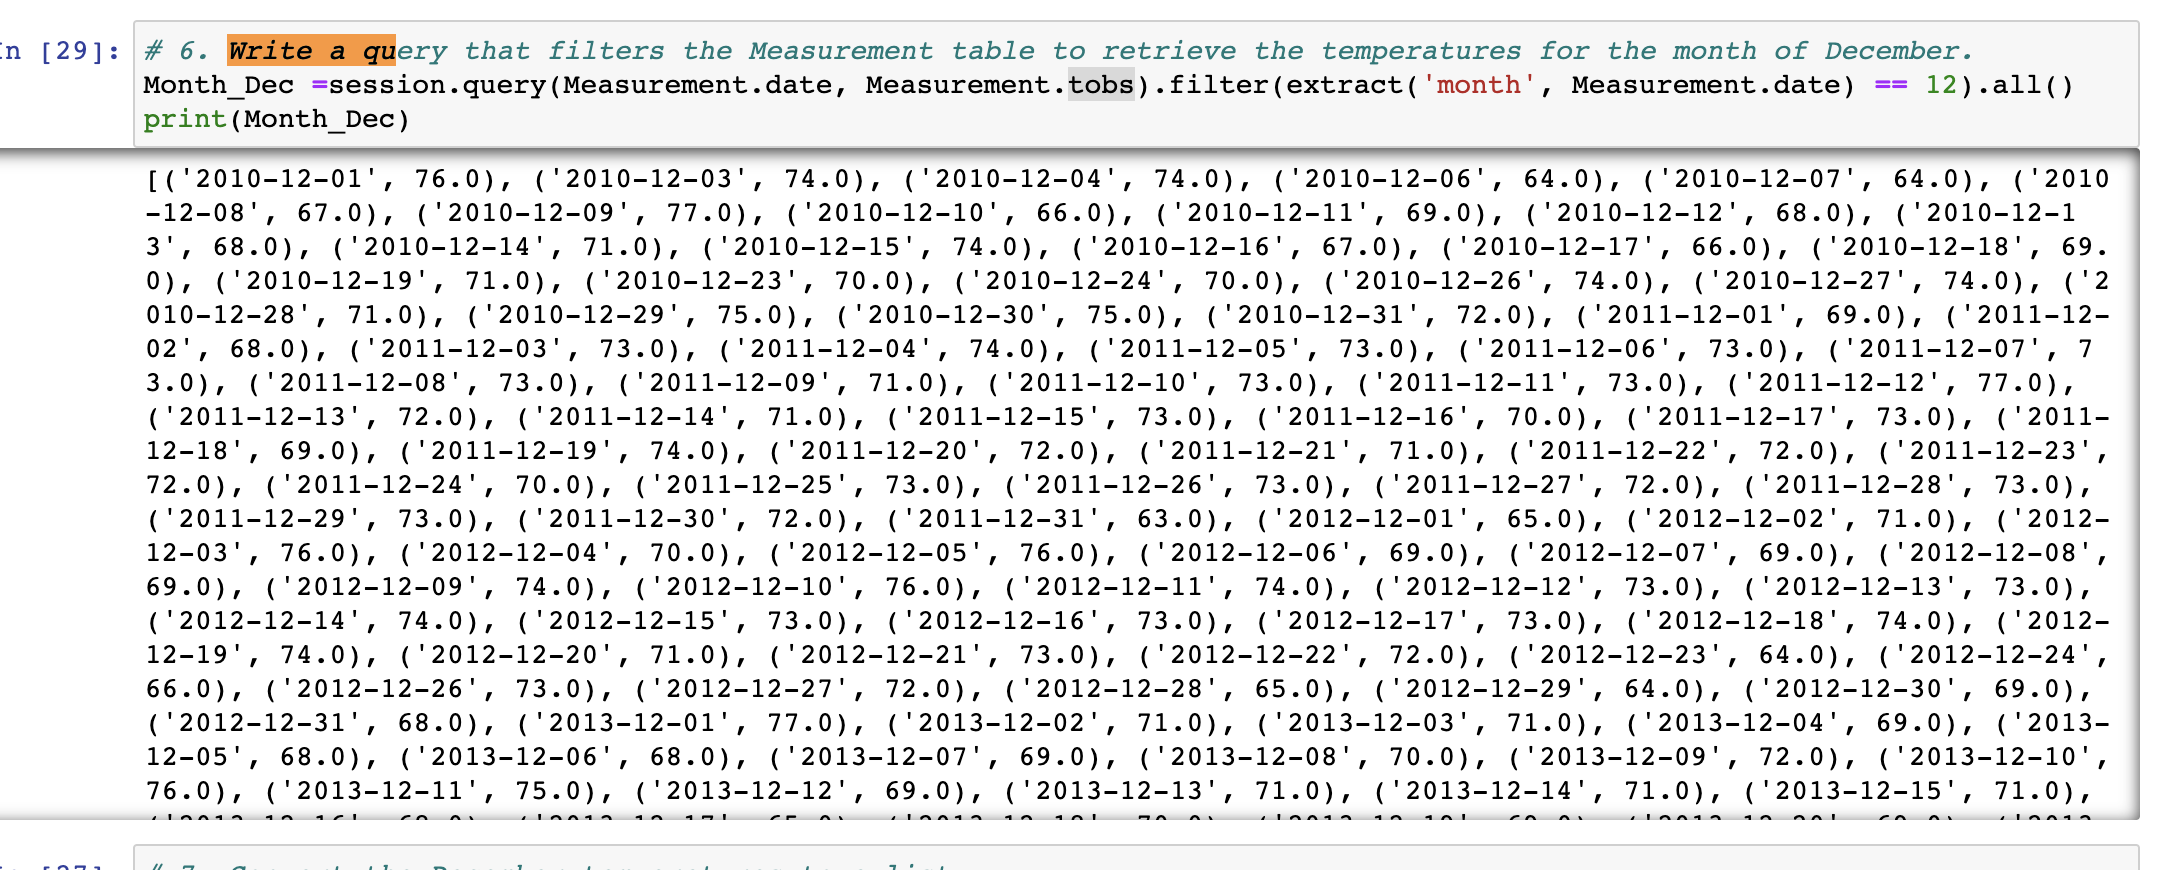 n [29]:
# 6. Write a query that filters the Measurement table to retrieve the temperatures for the month of December.
Month_Dec =session.query(Measurement.date, Measurement.tobs).filter(extract('month', Measurement.date) == 12).all()
print(Month_Dec)
[('2010-12-01', 76.0), ('2010-12-03', 74.0), ('2010-12-04', 74.0), ('2010-12-06', 64.0), ('2010-12-07', 64.0), ('2010
-12-08', 67.0), ('2010-12-09', 77.0), ('2010-12-10', 66.0), ('2010-12-11', 69.0), ('2010-12-12', 68.0), ('2010-12-1
3', 68.0), ('2010-12-14', 71.0), ('2010-12-15', 74.0), ('2010-12-16', 67.0), ('2010-12-17', 66.0), ('2010-12-18', 69.
0), ('2010-12-19', 71.0), ('2010-12-23', 70.0), ('2010-12-24', 70.0), ('2010-12-26', 74.0), ('2010-12-27', 74.0), ('2
010-12-28', 71.0), ('2010-12-29', 75.0), ('2010-12-30', 75.0), ('2010-12-31', 72.0), ('2011-12-01', 69.0), ('2011-12-
02', 68.0), ('2011-12-03', 73.0), ('2011-12-04', 74.0), ('2011-12-05', 73.0), ('2011-12-06', 73.0), ('2011-12-07', 7
3.0), ('2011-12-08', 73.0), ('2011-12-09', 71.0), ('2011-12-10', 73.0), ('2011-12-11', 73.0), ('2011-12-12', 77.0),
('2011-12-13', 72.0), ('2011-12-14', 71.0), ('2011-12-15', 73.0), ('2011-12-16', 70.0), ('2011-12-17', 73.0), ('2011-
12-18', 69.0), ('2011-12-19', 74.0), ('2011-12-20', 72.0), ('2011-12-21', 71.0), ('2011-12-22', 72.0), ('2011-12-23',
72.0), ('2011-12-24', 70.0), ('2011-12-25', 73.0), ('2011-12-26', 73.0), ('2011-12-27', 72.0), ('2011-12-28', 73.0),
('2011-12-29', 73.0), ('2011-12-30', 72.0), ('2011-12-31', 63.0), ('2012-12-01', 65.0), ('2012-12-02', 71.0), ('2012-
12-03', 76.0), ('2012-12-04', 70.0), ('2012-12-05', 76.0), ('2012-12-06', 69.0), ('2012-12-07', 69.0), ('2012-12-08',
69.0), ('2012-12-09', 74.0), ('2012-12-10', 76.0), ('2012-12-11', 74.0), ('2012-12-12', 73.0), ('2012-12-13', 73.0),
('2012-12-14', 74.0), ('2012-12-15', 73.0), ('2012-12-16', 73.0), ('2012-12-17', 73.0), ('2012-12-18', 74.0), ('2012-
12-19', 74.0), ('2012-12-20', 71.0), ('2012-12-21', 73.0), ('2012-12-22', 72.0), ('2012-12-23', 64.0), ('2012-12-24',
66.0), ('2012-12-26', 73.0), ('2012-12-27', 72.0), ('2012-12-28', 65.0), ('2012-12-29', 64.0), ('2012-12-30', 69.0),
('2012-12-31', 68.0), ('2013-12-01', 77.0), ('2013-12-02', 71.0), ('2013-12-03', 71.0), ('2013-12-04', 69.0), ('2013-
12-05', 68.0), ('2013-12-06', 68.0), ('2013-12-07', 69.0), ('2013-12-08', 70.0), ('2013-12-09', 72.0), ('2013-12-10',
76.0), ('2013-12-11', 75.0), ('2013-12-12', 69.0), ('2013-12-13', 71.0), ('2013-12-14', 71.0), ('2013-12-15', 71.0),